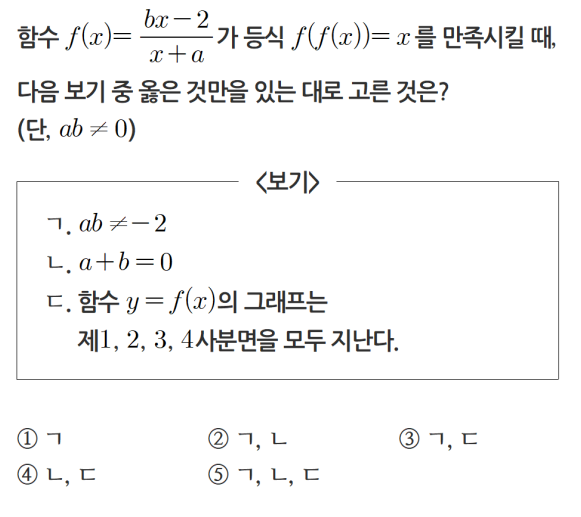 함수 f(x)= (bx-2)/(x+a) 가 등식 f(f(x))=x를 만족시킬 때,
다음 보기 중 옳은 것만을 있는 대로 고른 것은?
(단, ab≠0)
<보기>
ㄱ. ab≠-2
ㄴ. a+b=0
ㄷ. 함수 y=f(x)의 그래프는
제1, 2, 3, 4사분면을 모두 지난다.
① ㄱ ② ㄱ, ㄴ ③ ㄱ, ㄷ
④ ㄴ, ㄷ ⑤ ㄱ, ㄴ, ㄷ